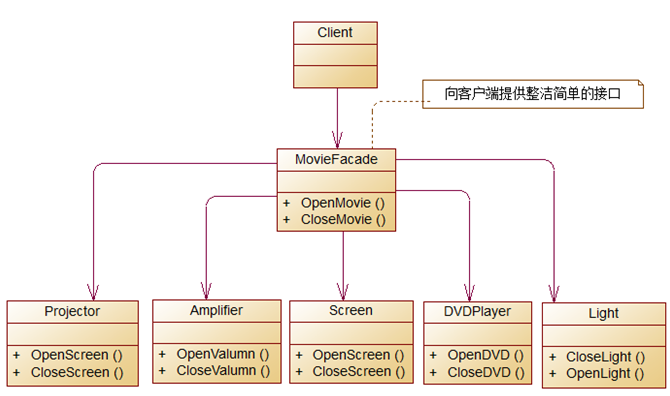 Client
向客户端提供整洁简单的接口
MovieFacade
+ OpenMovie ()
+ CloseMovie ()
Projector
+ OpenScreen ()
+ CloseScreen ()
Amplifier
+ OpenValumn ()
+ CloseValumn ()
Screen
+ OpenScreen ()
+ CloseScreen ()
DVDPlayer
+ OpenDVD ()
+ CloseDVD ()
Light
+ CloseLight ()
+ OpenLight ()